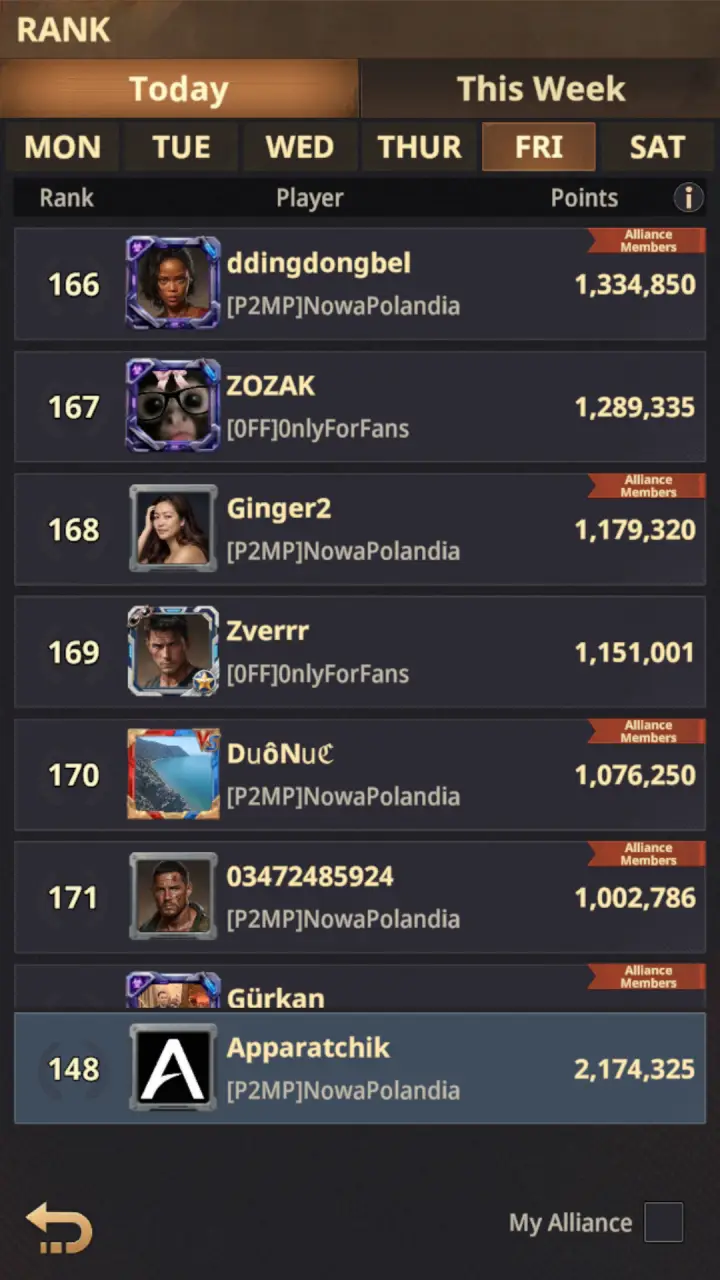 RANK
Today This Week
MON TUE WED THUR FRI SAT
Rank Player Points i
Alliance
Members
166 ddingdongbel 1,334,850
[P2MP]NowaPolandia
167 ZOZAK 1,289,335
[0FF]0nlyForFans
Alliance
Members
168 Ginger2 1,179,320
[P2MP]NowaPolandia
169 Zverrr 1,151,001
[0FF]0nlyForFans
Alliance
Members
VS
170 DuôNuℭ 1,076,250
[P2MP]NowaPolandia
Alliance
Members
171 03472485924 1,002,786
[P2MP]NowaPolandia
Alliance
Members
Gürkan
148 Apparatchik 2,174,325
[P2MP]NowaPolandia
My Alliance